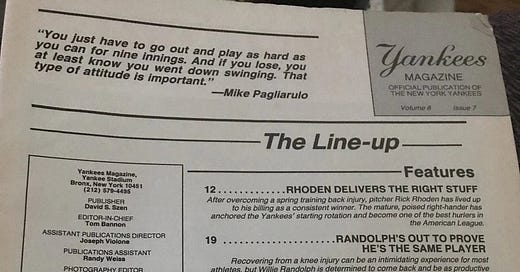 “You just have to go out and play as hard as
you can for nine innings. And if you lose, you
at least know you went down swinging. That
type of attitude is important.”
—Mike Pagliarulo
Yankees
MAGAZINE
OFFICIAL PUBLICATION OF
THE NEW YORK YANKEES
Volume 8 Issue 7
The Line-up
Yankees Magazine,
Yankee Stadium
Bronx, New York 10451
(212) 579-4495
PUBLISHER
David S. Szen
EDITOR-IN-CHIEF
Tom Bannon
ASSISTANT PUBLICATIONS DIRECTOR
Joseph Violone
PUBLICATIONS ASSISTANT
Randy Weiss
PHOTOGRAPHY EDITOR
Features
12 ............RHODEN DELIVERS THE RIGHT STUFF
After overcoming a spring training back injury, pitcher Rick Rhoden has lived up
to his billing as a consistent winner. The mature, poised right-hander has
anchored the Yankees’ starting rotation and become one of the best hurlers in
the American League.
19 ..................RANDOLPH’S OUT TO PROVE
HE’S THE SAME PLAYER
Recovering from a knee injury can be an intimidating experience for most
athletes, but Willie Randolph is determined to come back and be as productive